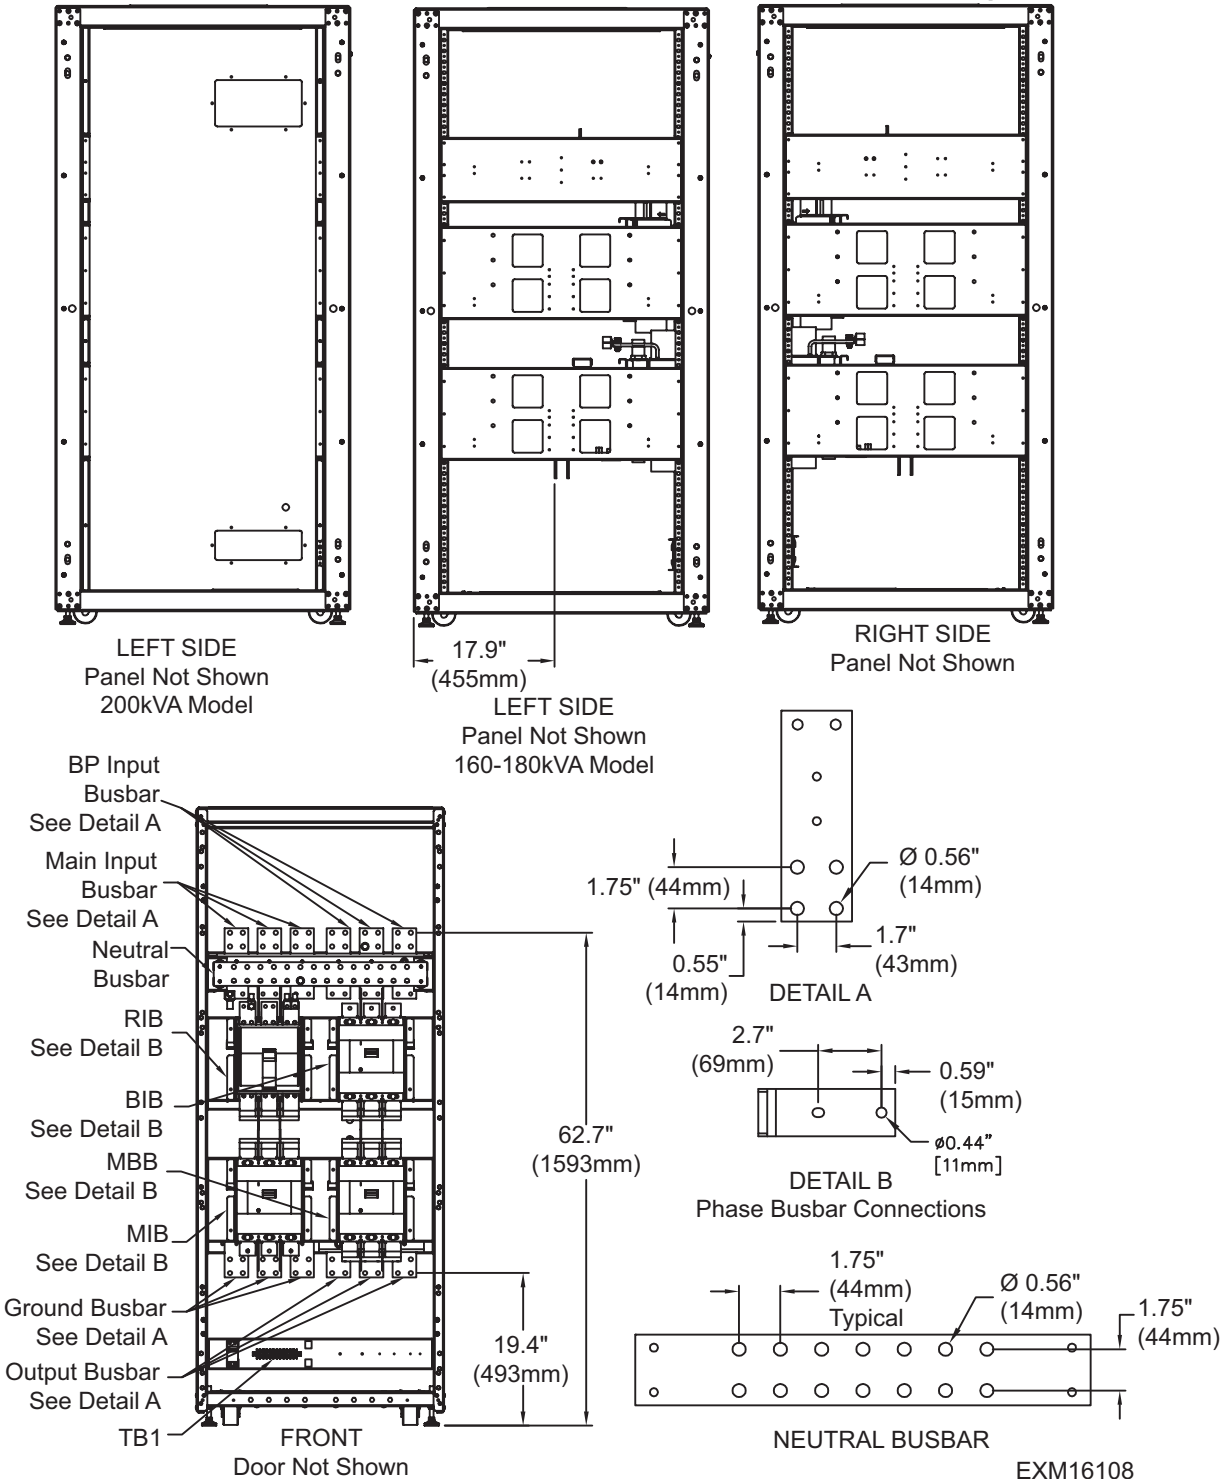 LEFT SIDE
Panel Not Shown
200kVA Model
17.9"
(455mm)
LEFT SIDE
Panel Not Shown
160-180kVA Model
RIGHT SIDE
Panel Not Shown
BP Input
Busbar
See Detail A
Main Input
Busbar
See Detail A
Neutral
Busbar
RIB
See Detail B
BIB
See Detail B
MBB
See Detail B
MIB
See Detail B
Ground Busbar
See Detail A
Output Busbar
See Detail A
TB1
FRONT
Door Not Shown
62.7"
(1593mm)
19.4"
(493mm)
1.75" (44mm)
Ø 0.56"
(14mm)
0.55"
(14mm)
1.7"
(43mm)
DETAIL A
2.7"
(69mm)
0.59"
(15mm)
ø0.44"
[11mm]
DETAIL B
Phase Busbar Connections
1.75"
(44mm)
Typical
Ø 0.56"
(14mm)
1.75"
(44mm)
NEUTRAL BUSBAR
EXM16108